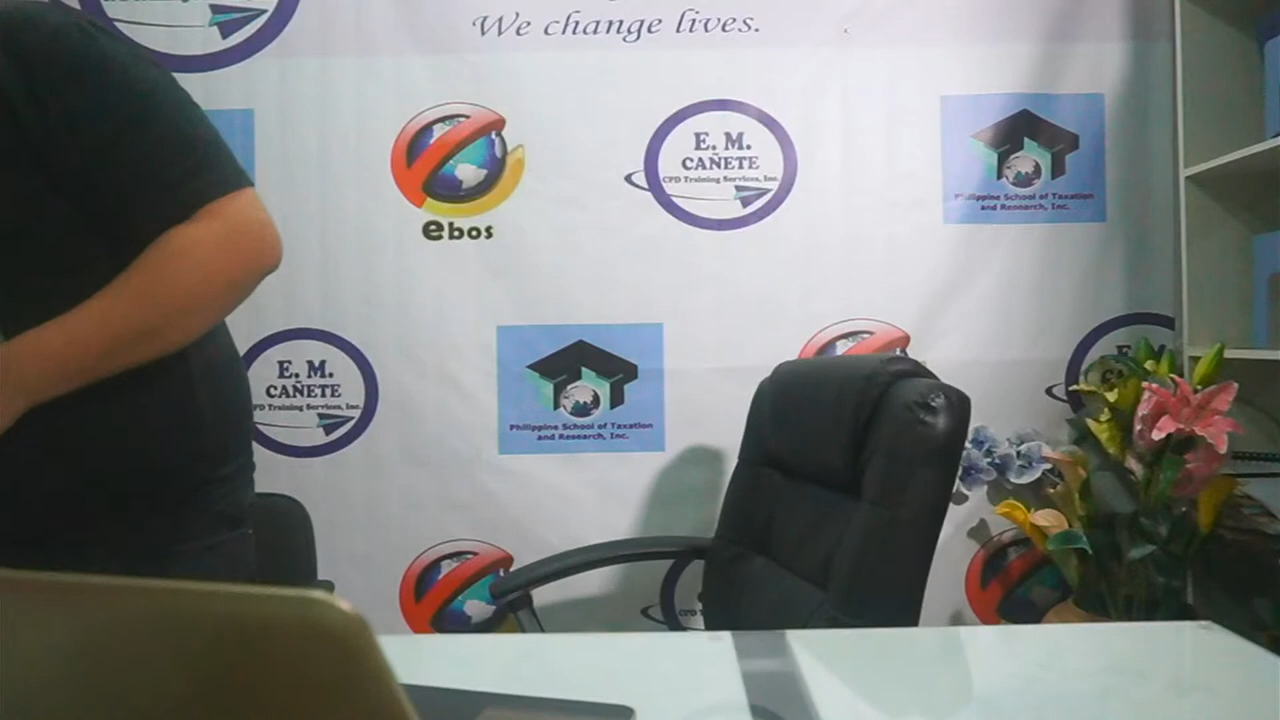 We change lives.
ebos
E. M.
CAÑETE
CPD Training Services, Inc.
Philippine School of Taxation
and Research, Inc.
E. M.
CAÑETE
PD Training Services, Inc.
Philippine School of Taxation
and Research, Inc.